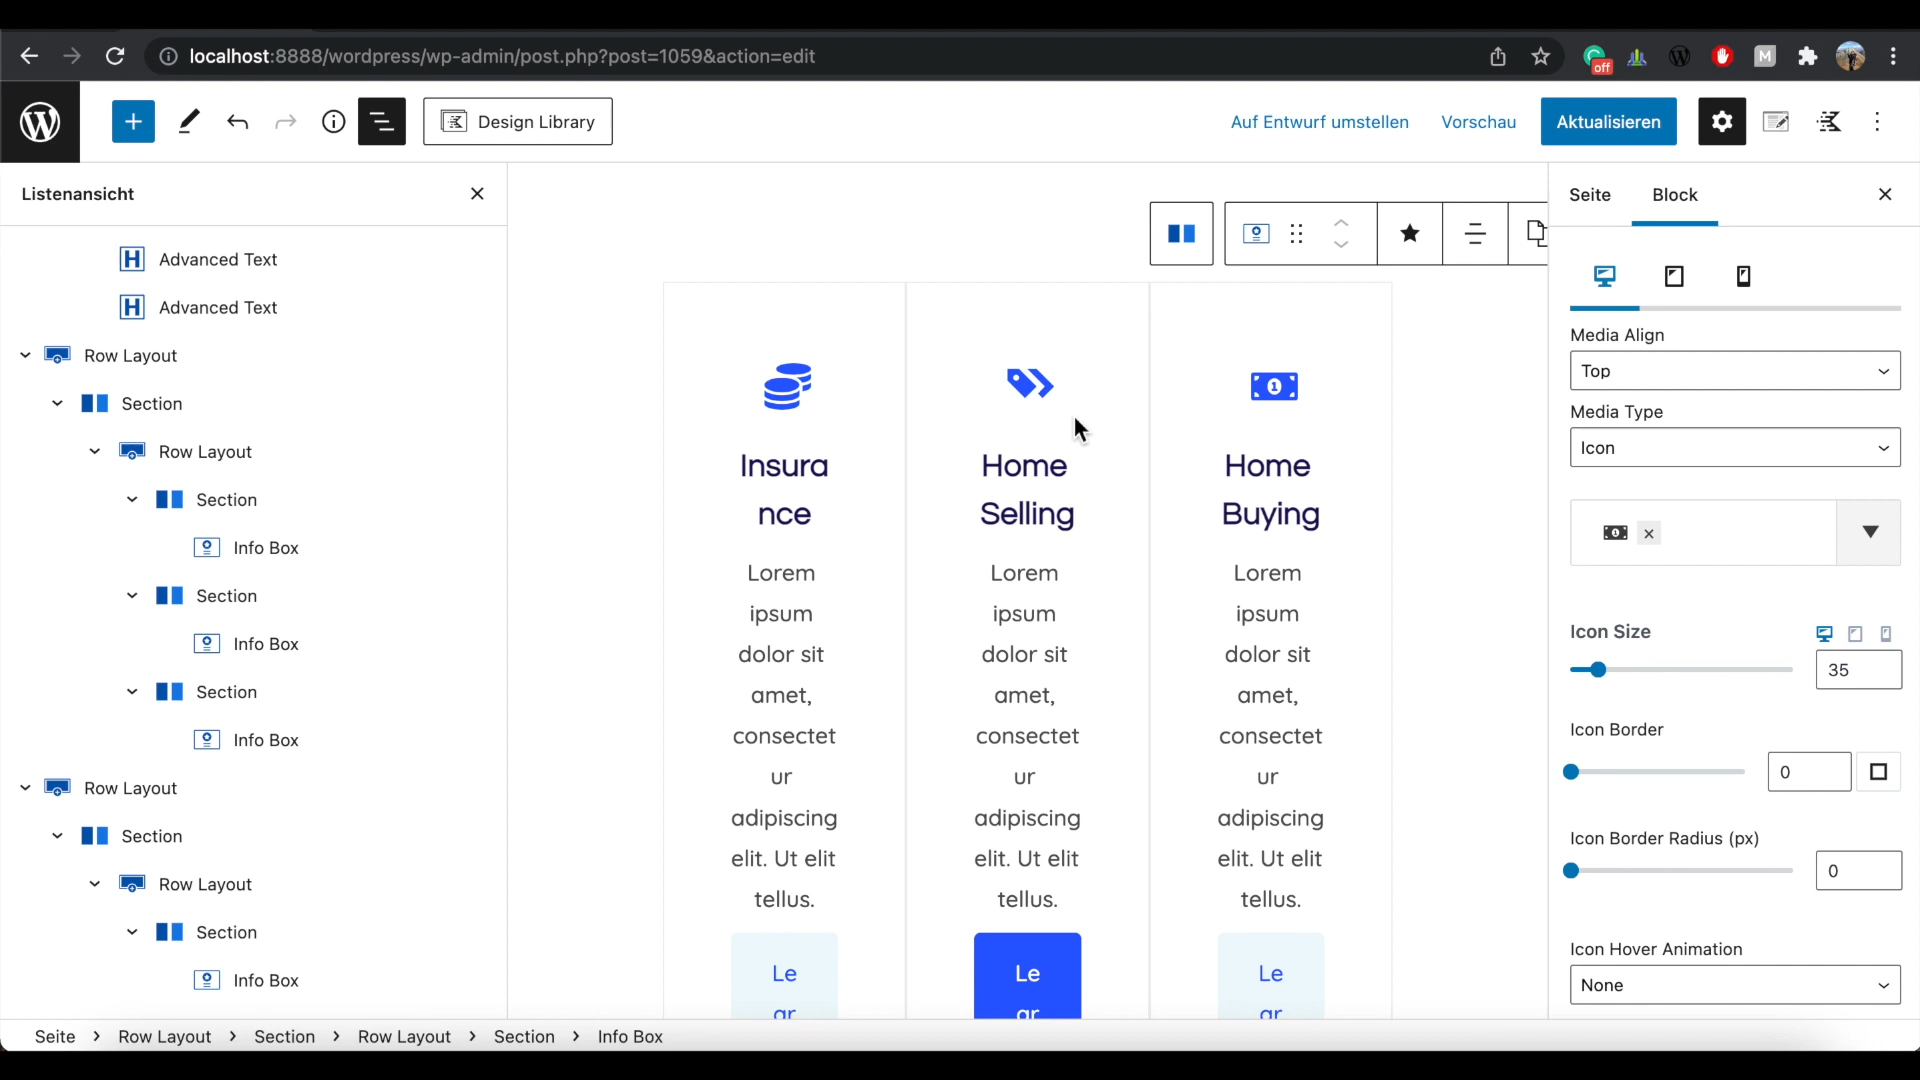 localhost:8888/wordpress/wp-admin/post.php?post=1059&action=edit
off
M
Design Library
Auf Entwurf umstellen
Vorschau
Aktualisieren
Listenansicht
Advanced Text
Advanced Text
Row Layout
Section
Row Layout
Section
Info Box
Section
Info Box
Section
Info Box
Row Layout
Section
Row Layout
Section
Info Box
Insura
nce
Lorem
ipsum
dolor sit
amet,
consectet
ur
adipiscing
elit. Ut elit
tellus.
Le
ar
Home
Selling
Lorem
ipsum
dolor sit
amet,
consectet
ur
adipiscing
elit. Ut elit
tellus.
Le
ar
Home
Buying
Lorem
ipsum
dolor sit
amet,
consectet
ur
adipiscing
elit. Ut elit
tellus.
Le
ar
Seite
Block
Media Align
Top
Media Type
Icon
Icon Size
35
Icon Border
0
Icon Border Radius (px)
0
Icon Hover Animation
None
Seite > Row Layout > Section > Row Layout > Section > Info Box